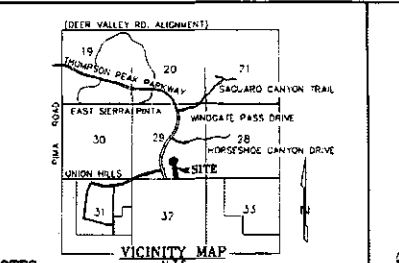 (DEER VALLEY RD. ALIGNMENT)
19
20
21
THOMPSON PEAK PARKWAY
SAGUARO CANYON TRAIL
EAST SIERRA PINTA
WINGATE PASS DRIVE
PIMA ROAD
30
29
28
HORSESHOE CANYON DRIVE
UNION HILLS
SITE
31
32
33
VICINITY MAP